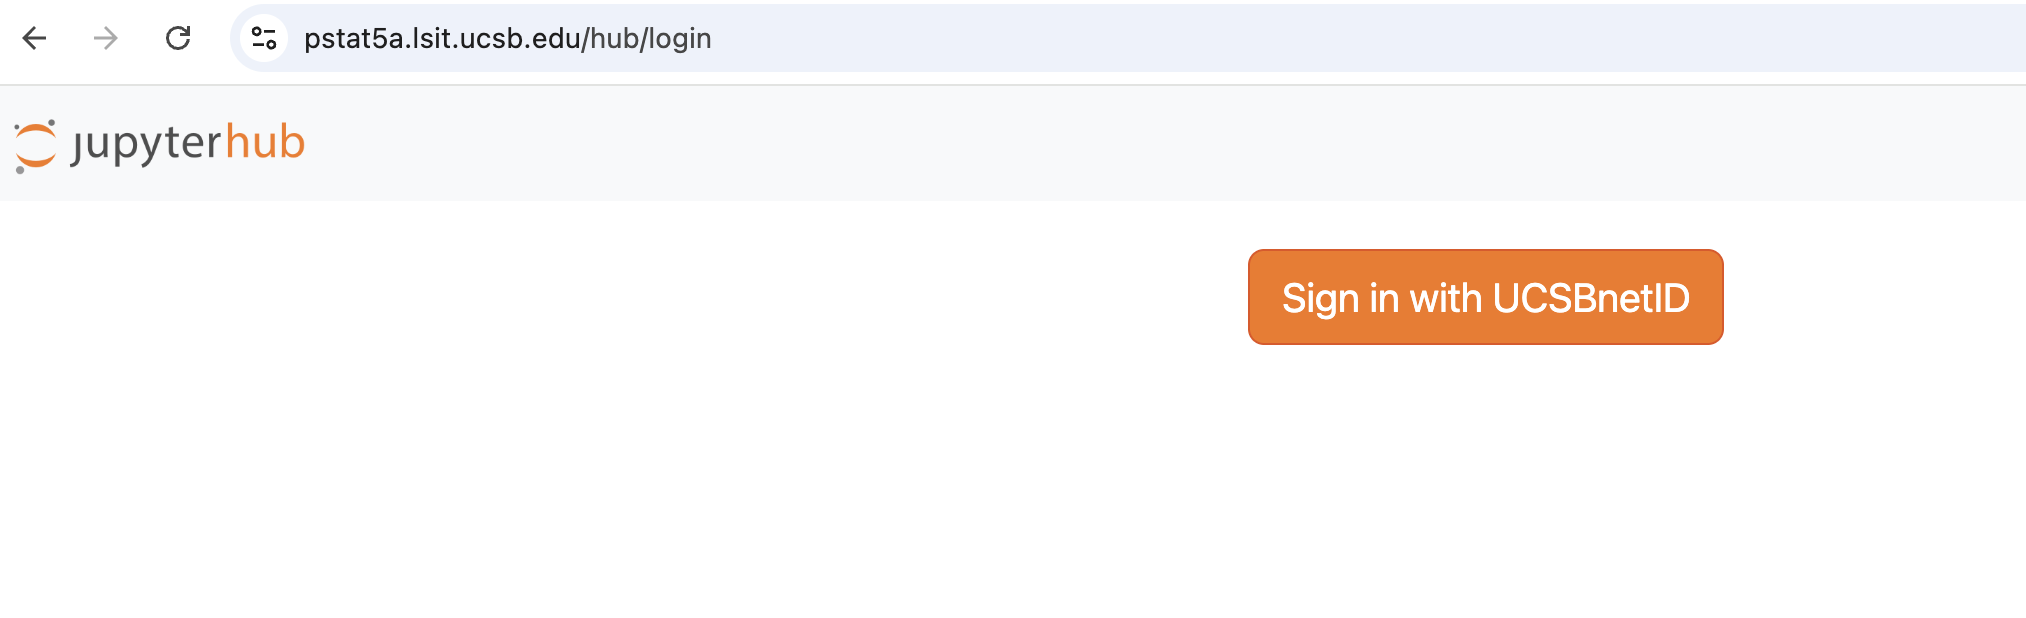 pstat5a.lsit.ucsb.edu/hub/login
jupyterhub
Sign in with UCSBnetID